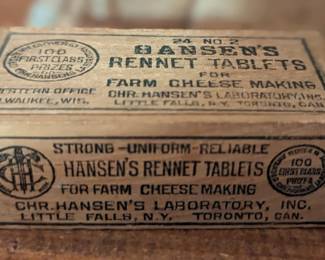 24 NO. 2
HANSEN'S
RENNET TABLETS
FOR
FARM CHEESE MAKING
CHR. HANSEN'S LABORATORY, INC.
LITTLE FALLS, N.Y. TORONTO, CAN.
100
FIRST CLASS
PRIZES
WESTERN OFFICE
MILWAUKEE, WIS.
STRONG-UNIFORM-RELIABLE
HANSEN'S RENNET TABLETS
FOR FARM CHEESE MAKING
CHR. HANSEN'S LABORATORY, INC.
LITTLE FALLS, N.Y. TORONTO, CAN.
100
FIRST CLASS
PRIZES